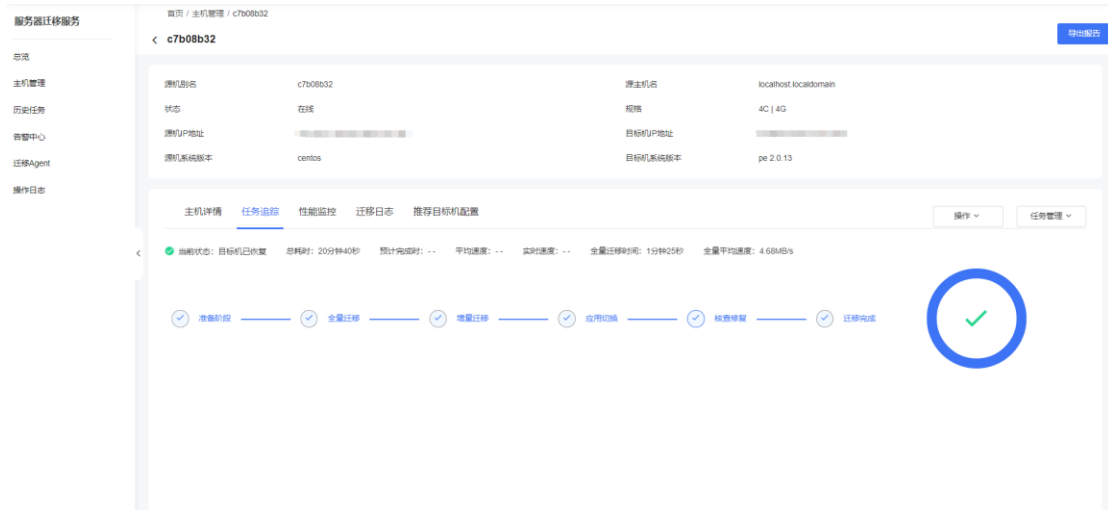 服务器迁移服务
首页 / 主机管理 / c7b08b32
c7b08b32
导出报告
总览
主机管理
历史任务
告警中心
迁移Agent
操作日志
源机别名 c7b08b32 源主机名 localhost.localdomain
状态 在线 规格 4C | 4G
源机IP地址 目标机IP地址
源机系统版本 centos 目标机系统版本 pe 2.0.13
主机详情 任务追踪 性能监控 迁移日志 推荐目标机配置 操作 任务管理
当前状态：目标机已恢复 总耗时：20分钟40秒 预计完成时：-- 平均速度：-- 实时速度：-- 全量迁移时间：1分钟25秒 全量平均速度：4.68MB/s
准备阶段 全量迁移 增量迁移 应用切换 核查修复 迁移完成